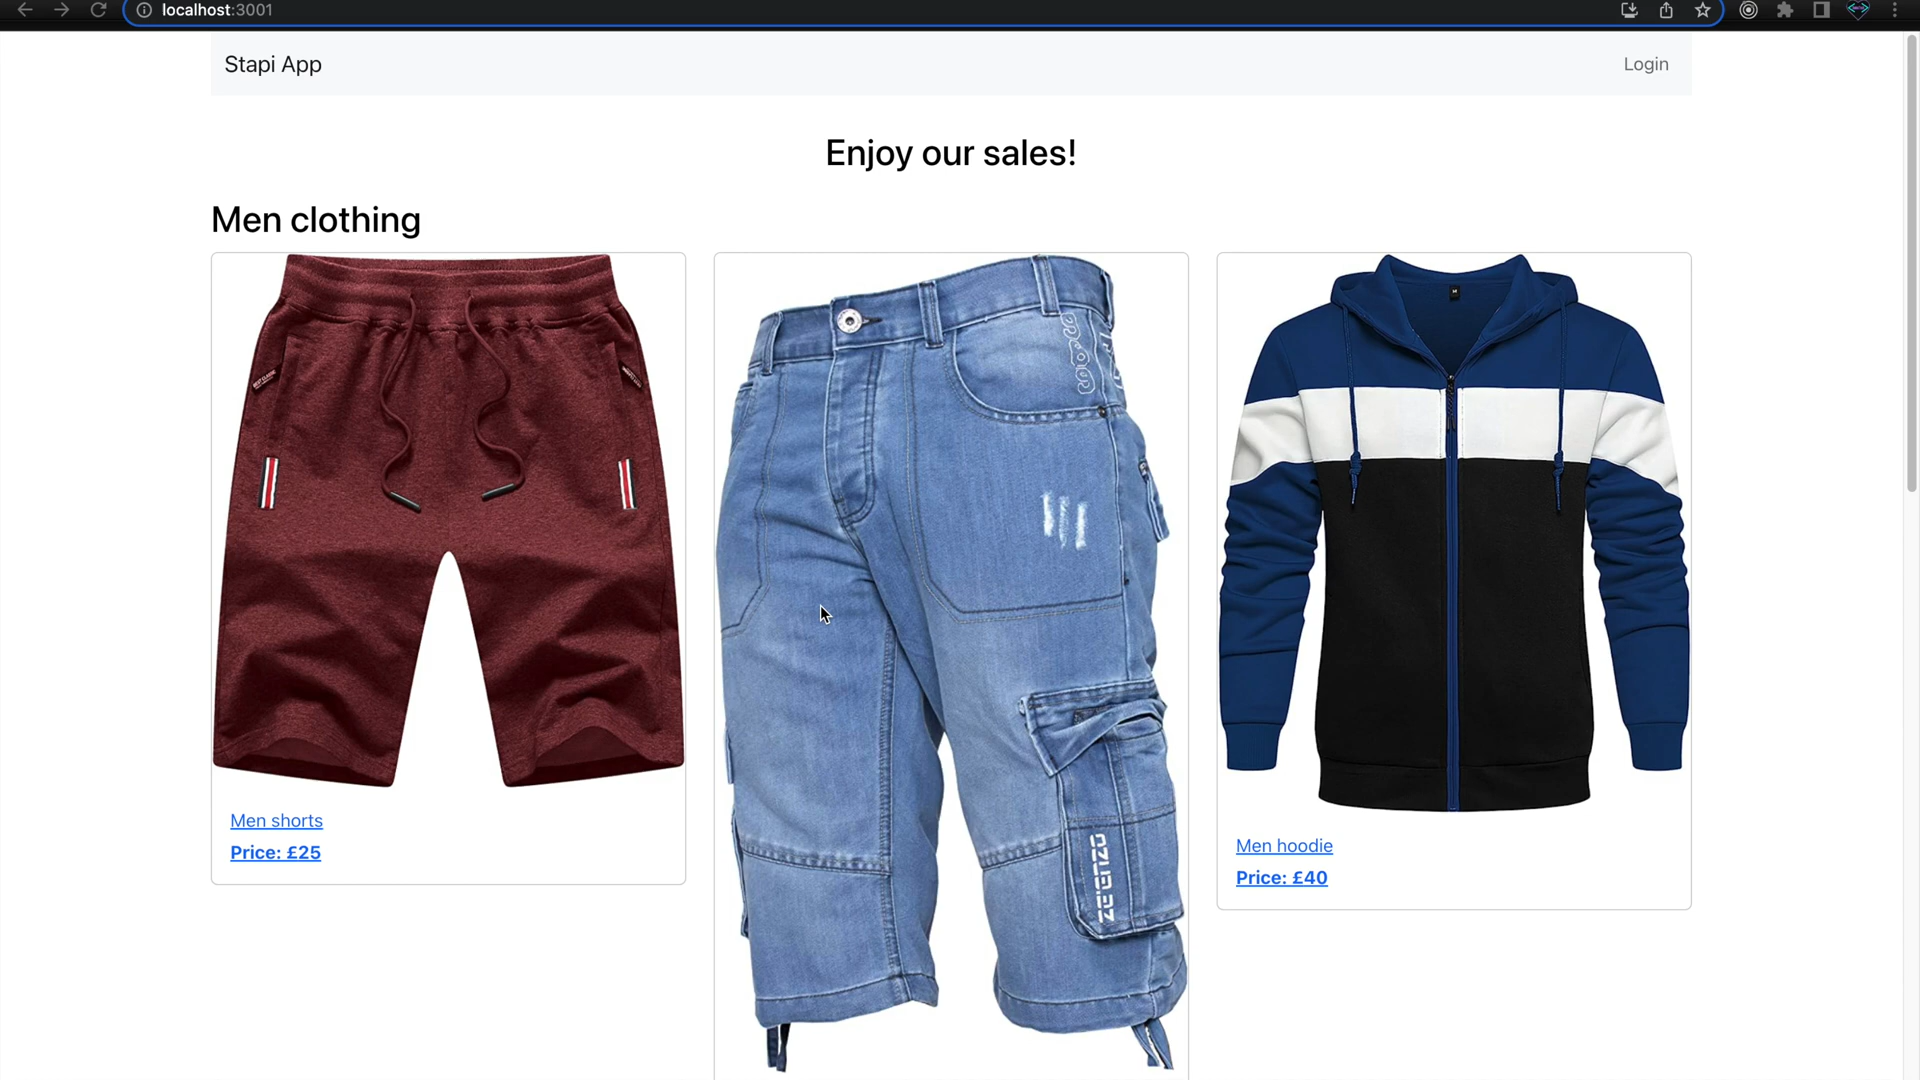 localhost:3001
Stapi App
Login
Enjoy our sales!
Men clothing
M
Men shorts
Price: £25
Men hoodie
Price: £40